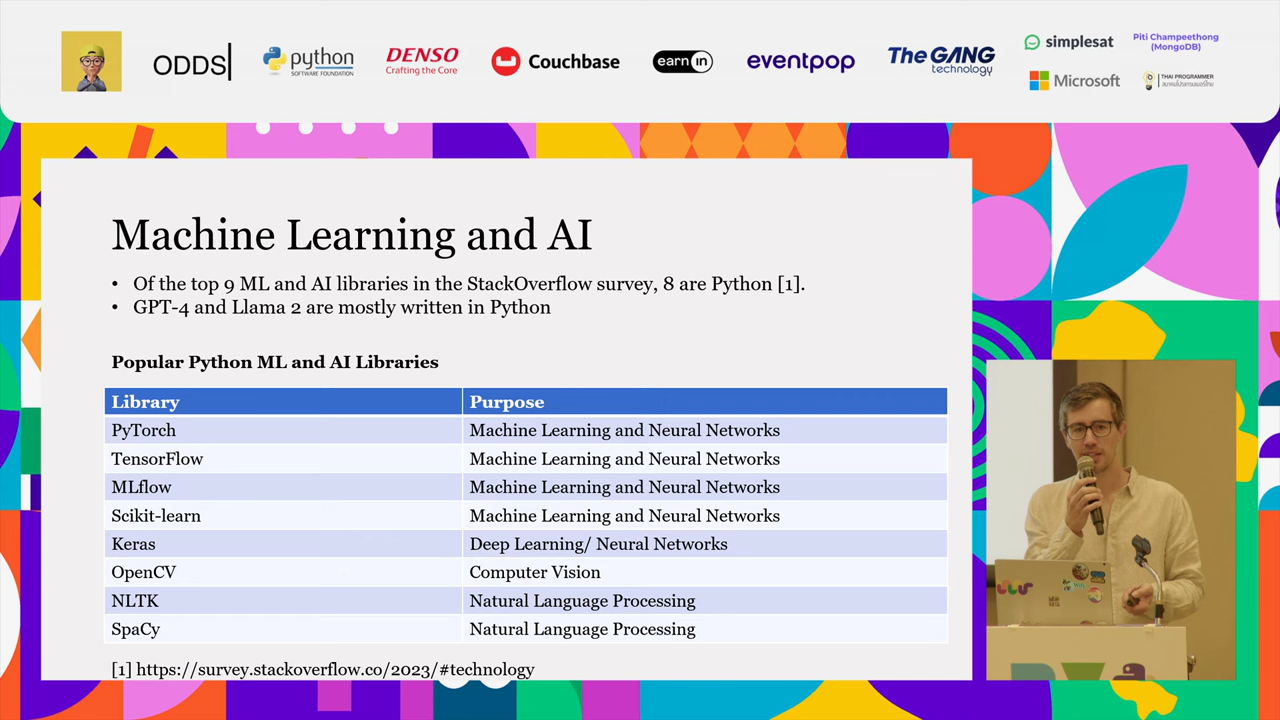 ODDS
python
SOFTWARE FOUNDATION
DENSO
Crafting the Core
Couchbase
earn in
eventpop
The GANG
technology
simplesat
Piti Champeethong
(MongoDB)
Microsoft
THAI PROGRAMMER
Machine Learning and AI
• Of the top 9 ML and AI libraries in the StackOverflow survey, 8 are Python [1].
• GPT-4 and Llama 2 are mostly written in Python
Popular Python ML and AI Libraries
Library Purpose
PyTorch Machine Learning and Neural Networks
TensorFlow Machine Learning and Neural Networks
MLflow Machine Learning and Neural Networks
Scikit-learn Machine Learning and Neural Networks
Keras Deep Learning/ Neural Networks
OpenCV Computer Vision
NLTK Natural Language Processing
SpaCy Natural Language Processing
[1] https://survey.stackoverflow.co/2023/#technology